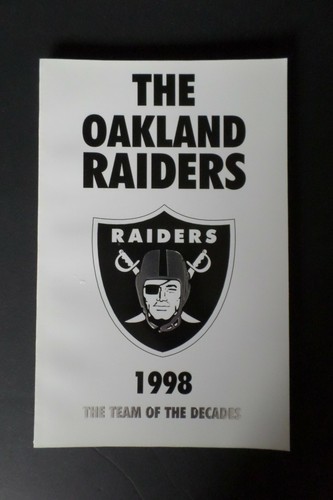 THE
OAKLAND
RAIDERS
RAIDERS
1998
THE TEAM OF THE DECADES